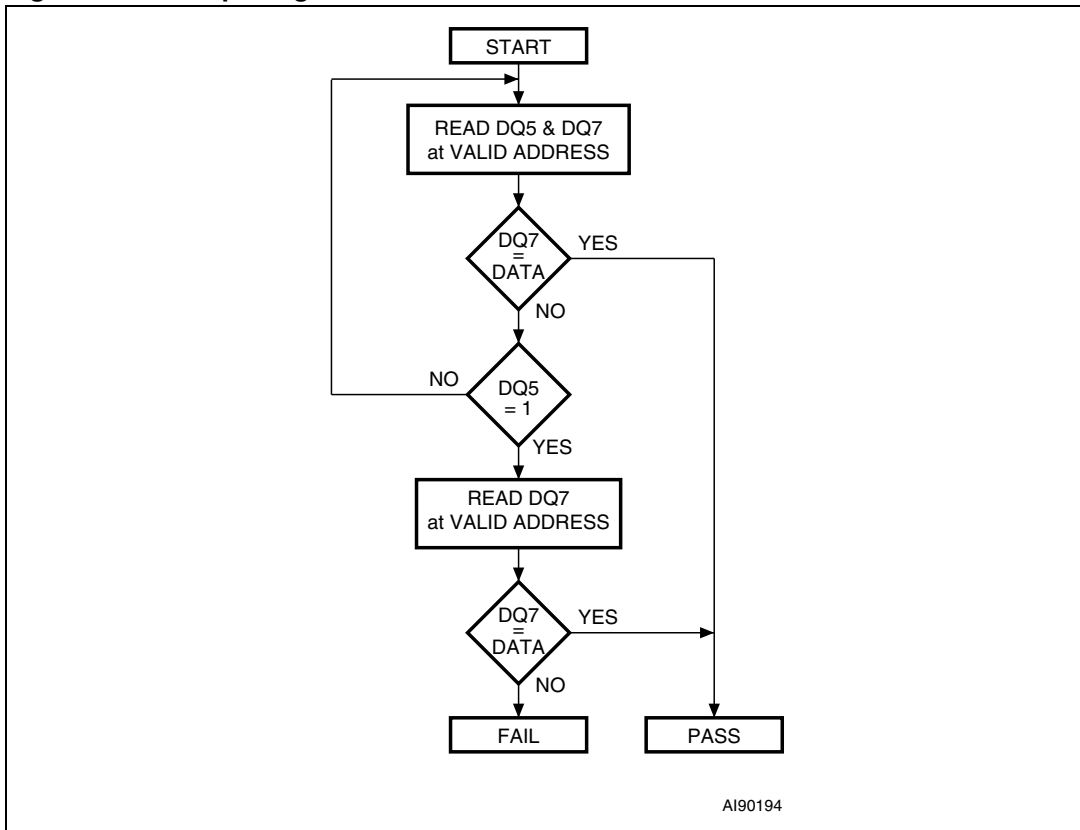 START
READ DQ5 & DQ7
at VALID ADDRESS
DQ7
=
DATA
YES
NO
NO
DQ5
= 1
YES
READ DQ7
at VALID ADDRESS
DQ7
=
DATA
YES
NO
FAIL
PASS
AI90194